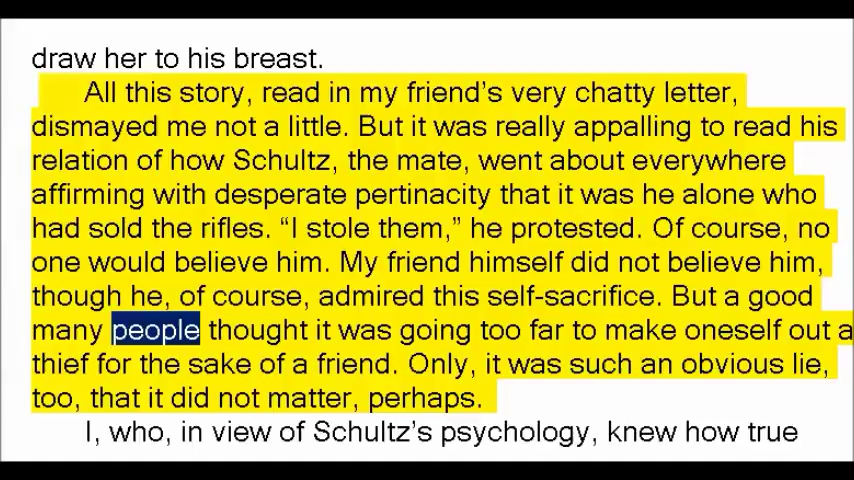 draw her to his breast.
All this story, read in my friend’s very chatty letter,
dismayed me not a little. But it was really appalling to read his
relation of how Schultz, the mate, went about everywhere
affirming with desperate pertinacity that it was he alone who
had sold the rifles. “I stole them,” he protested. Of course, no
one would believe him. My friend himself did not believe him,
though he, of course, admired this self-sacrifice. But a good
many people thought it was going too far to make oneself out a
thief for the sake of a friend. Only, it was such an obvious lie,
too, that it did not matter, perhaps.
I, who, in view of Schultz’s psychology, knew how true